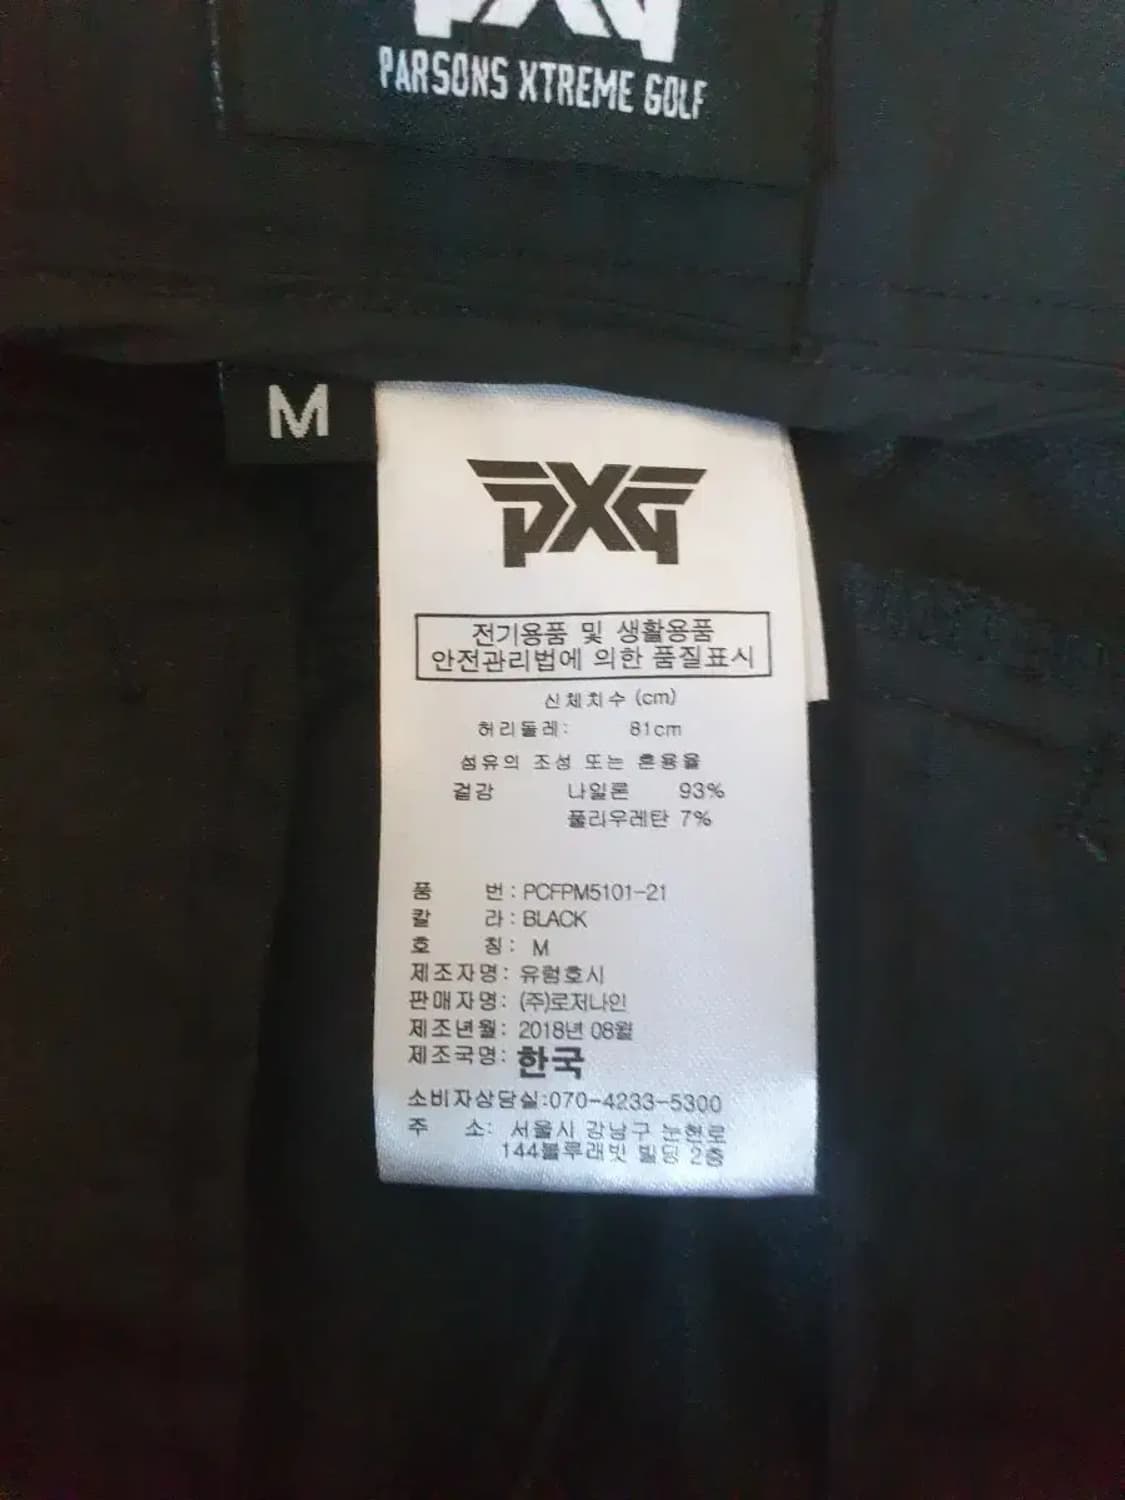 PXG
PARSONS XTREME GOLF
M
PXG
전기용품 및 생활용품
안전관리법에 의한 품질표시
신체치수 (cm)
허리둘레: 81cm
섬유의 조성 또는 혼용율
겉감 나일론 93%
폴리우레탄 7%
품 번 : PCFPM5101-21
칼 라 : BLACK
호 칭 : M
제조자명 : 유럼호시
판매자명 : (주)로저나인
제조년월 : 2018년 08월
제조국명 : 한국
소비자상담실:070-4233-5300
주 소: 서울시 강남구 논현로
144블루래빗 빌딩 2층